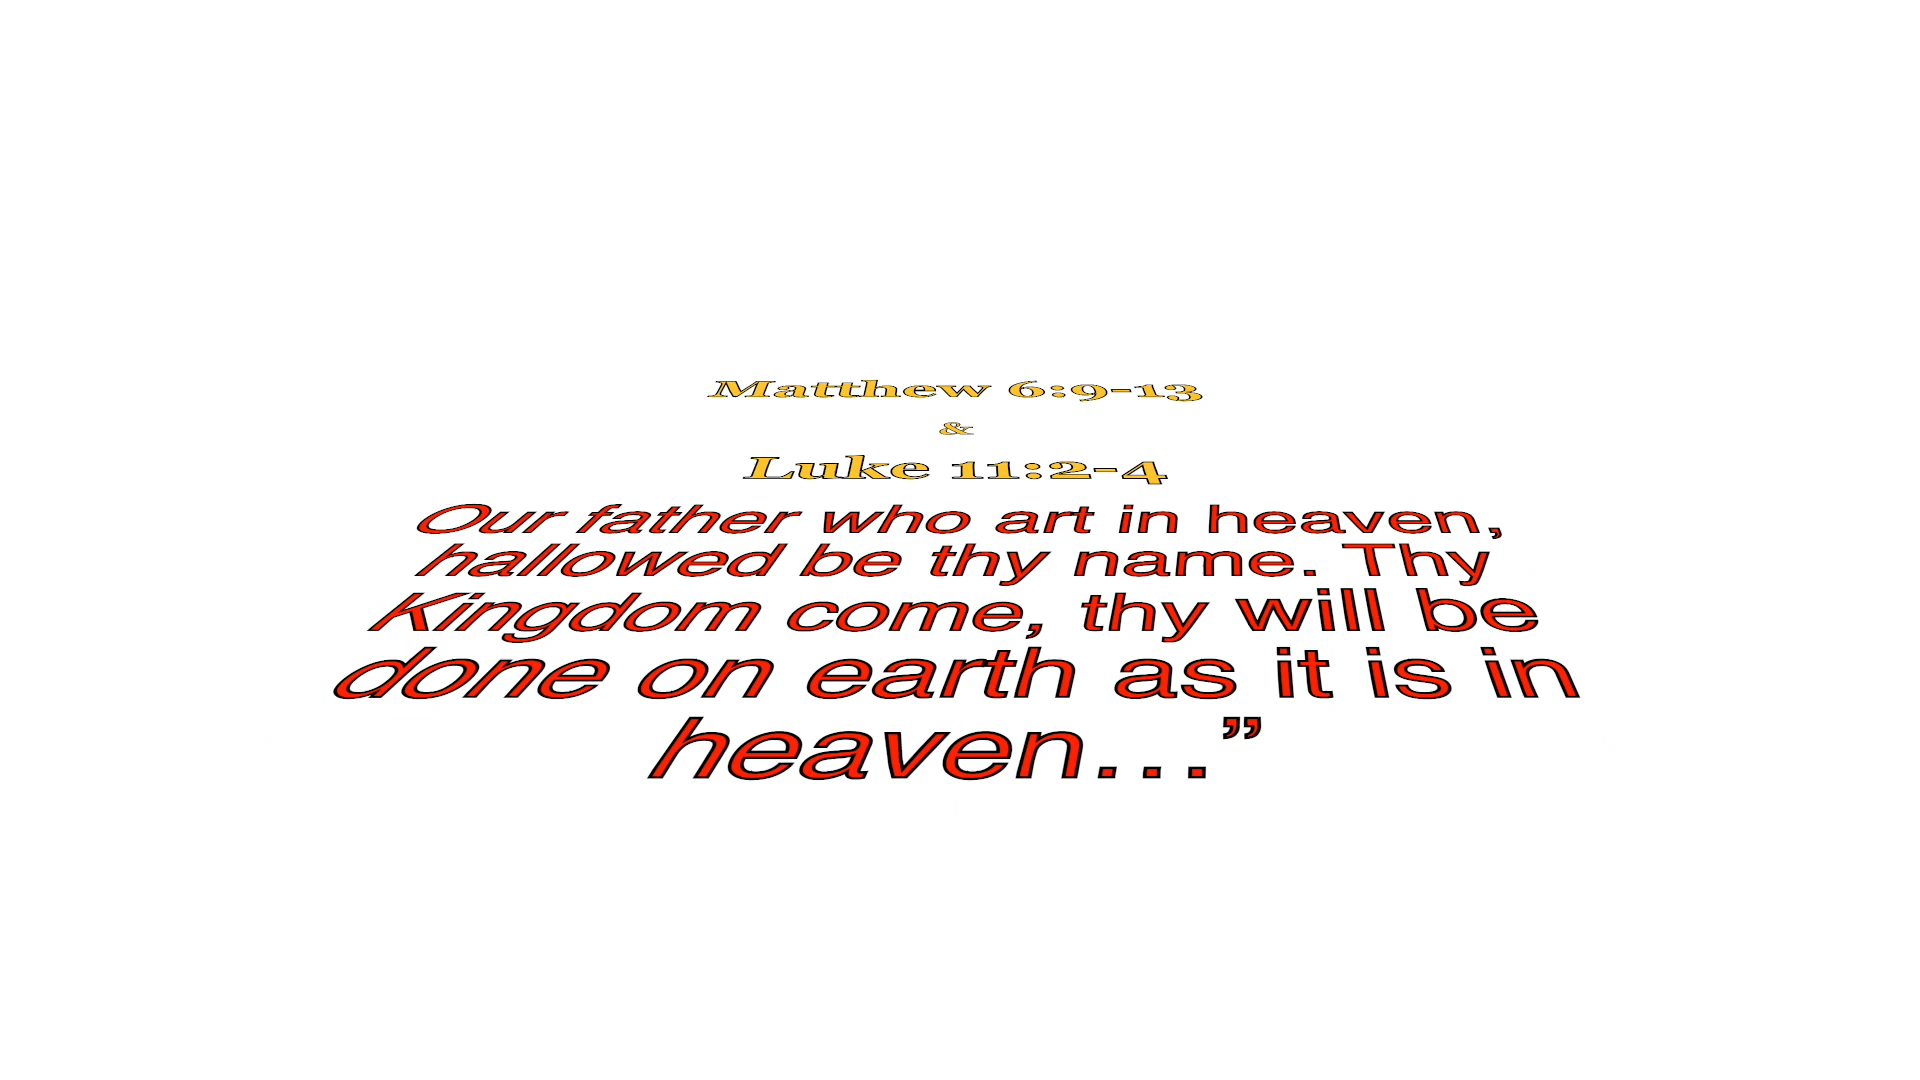 Matthew 6:9-13
&
Luke 11:2-4
Our father who art in heaven,
hallowed be thy name. Thy
Kingdom come, thy will be
done on earth as it is in
heaven…”